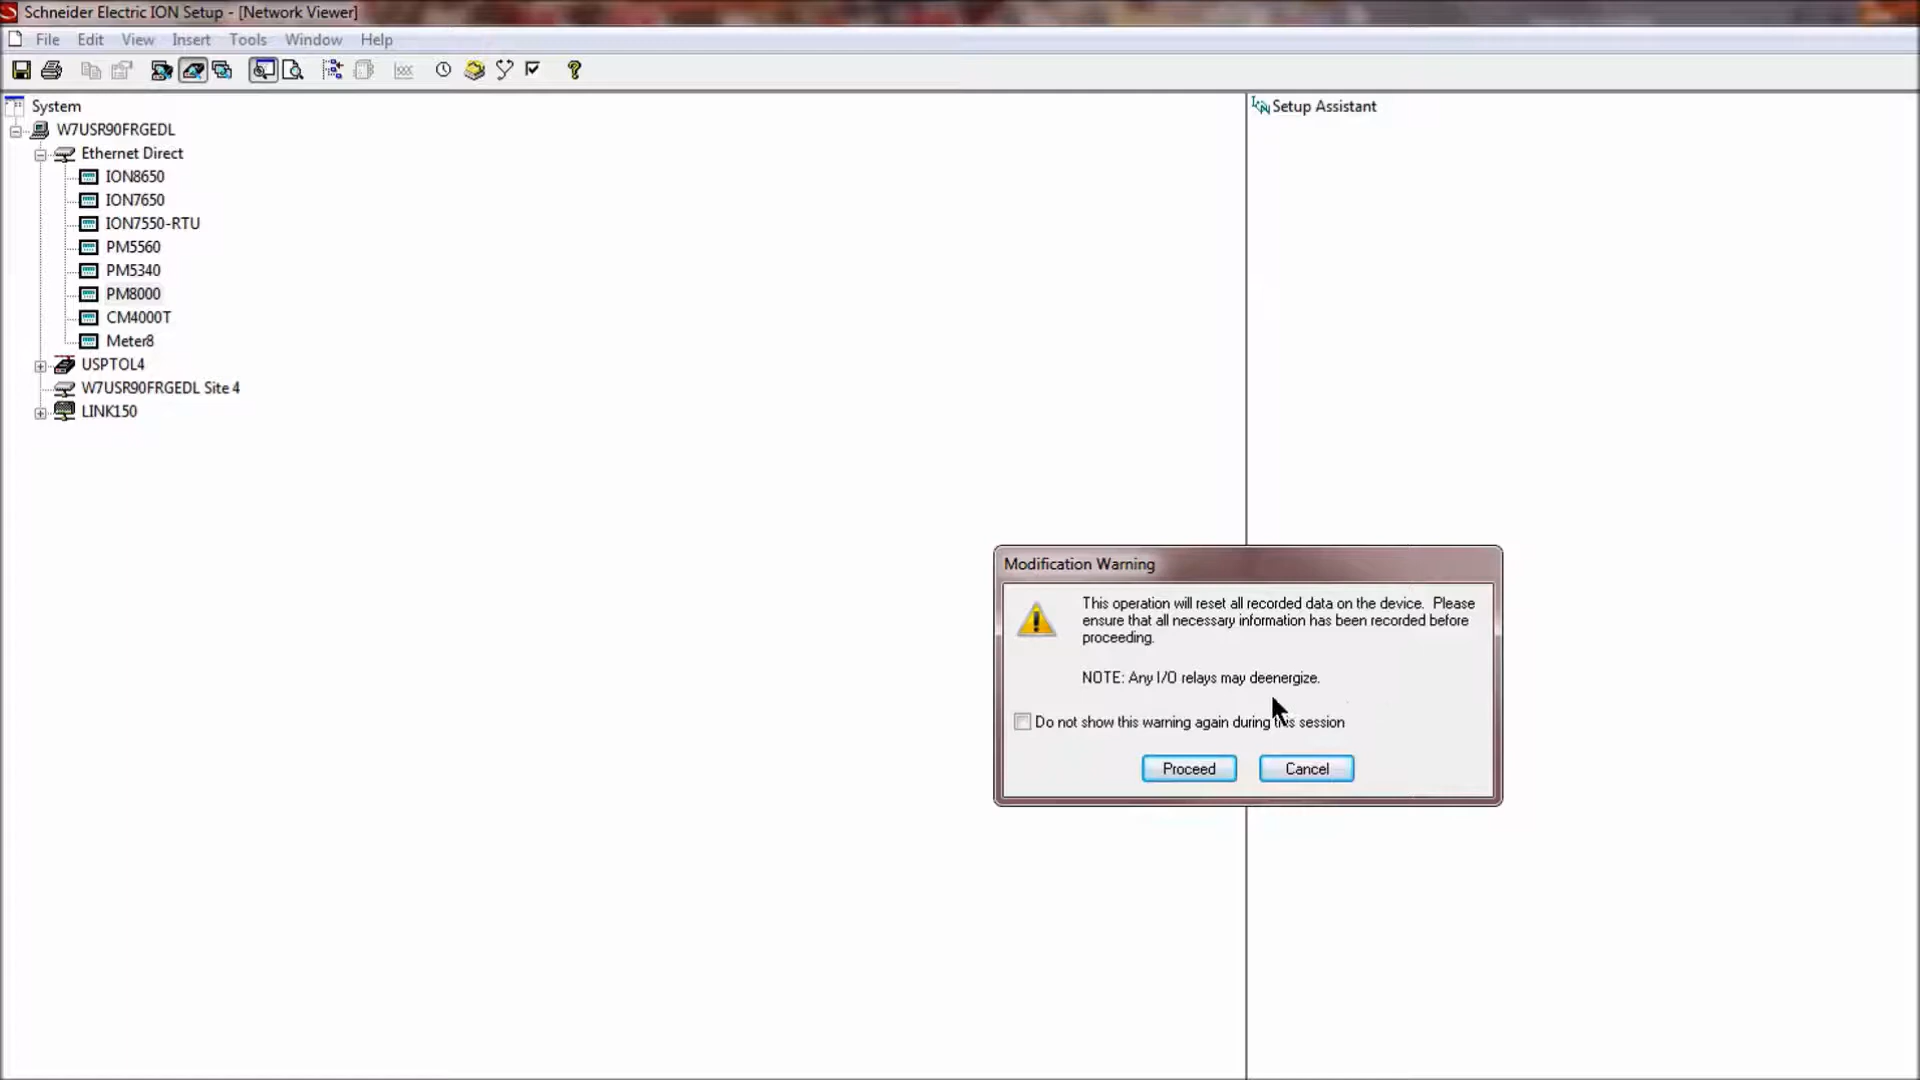 Schneider Electric ION Setup - [Network Viewer]
File Edit View Insert Tools Window Help
System
Setup Assistant
W7USR90FRGEDL
Ethernet Direct
ION8650
ION7650
ION7550-RTU
PM5560
PM5340
PM8000
CM4000T
Meter8
USPTOL4
W7USR90FRGEDL Site 4
LINK150
Modification Warning
This operation will reset all recorded data on the device. Please
ensure that all necessary information has been recorded before
proceeding.
NOTE: Any I/O relays may deenergize.
Do not show this warning again during this session
Proceed Cancel